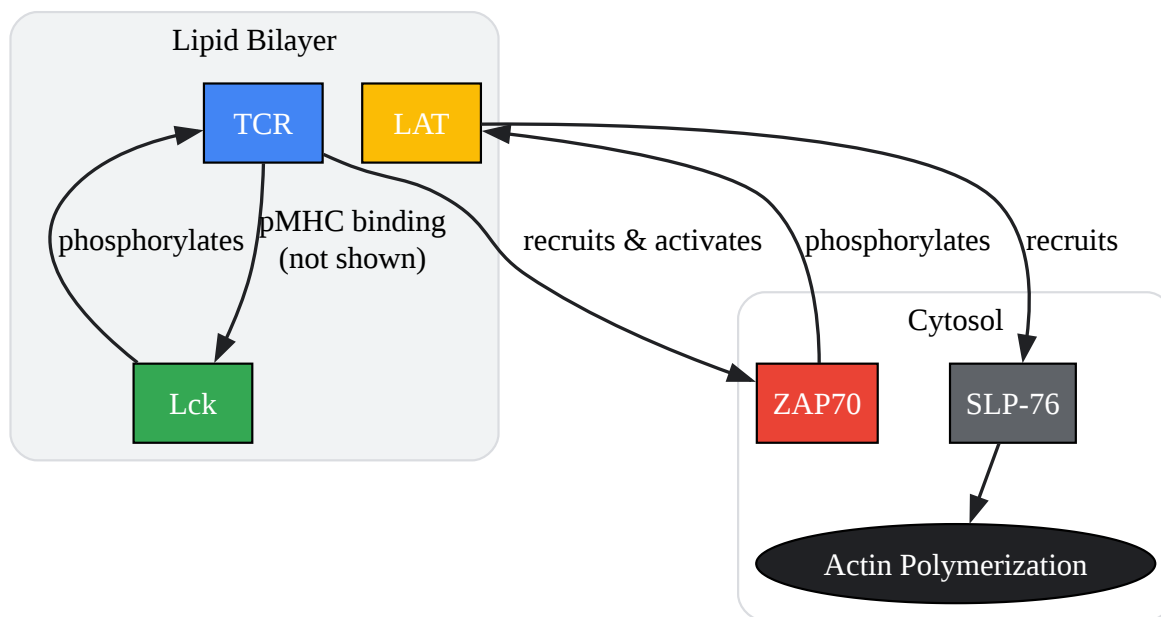 Lipid Bilayer
TCR
LAT
phosphorylates
pMHC binding
(not shown)
recruits & activates
phosphorylates
recruits
Cytosol
Lck
ZAP70
SLP-76
Actin Polymerization